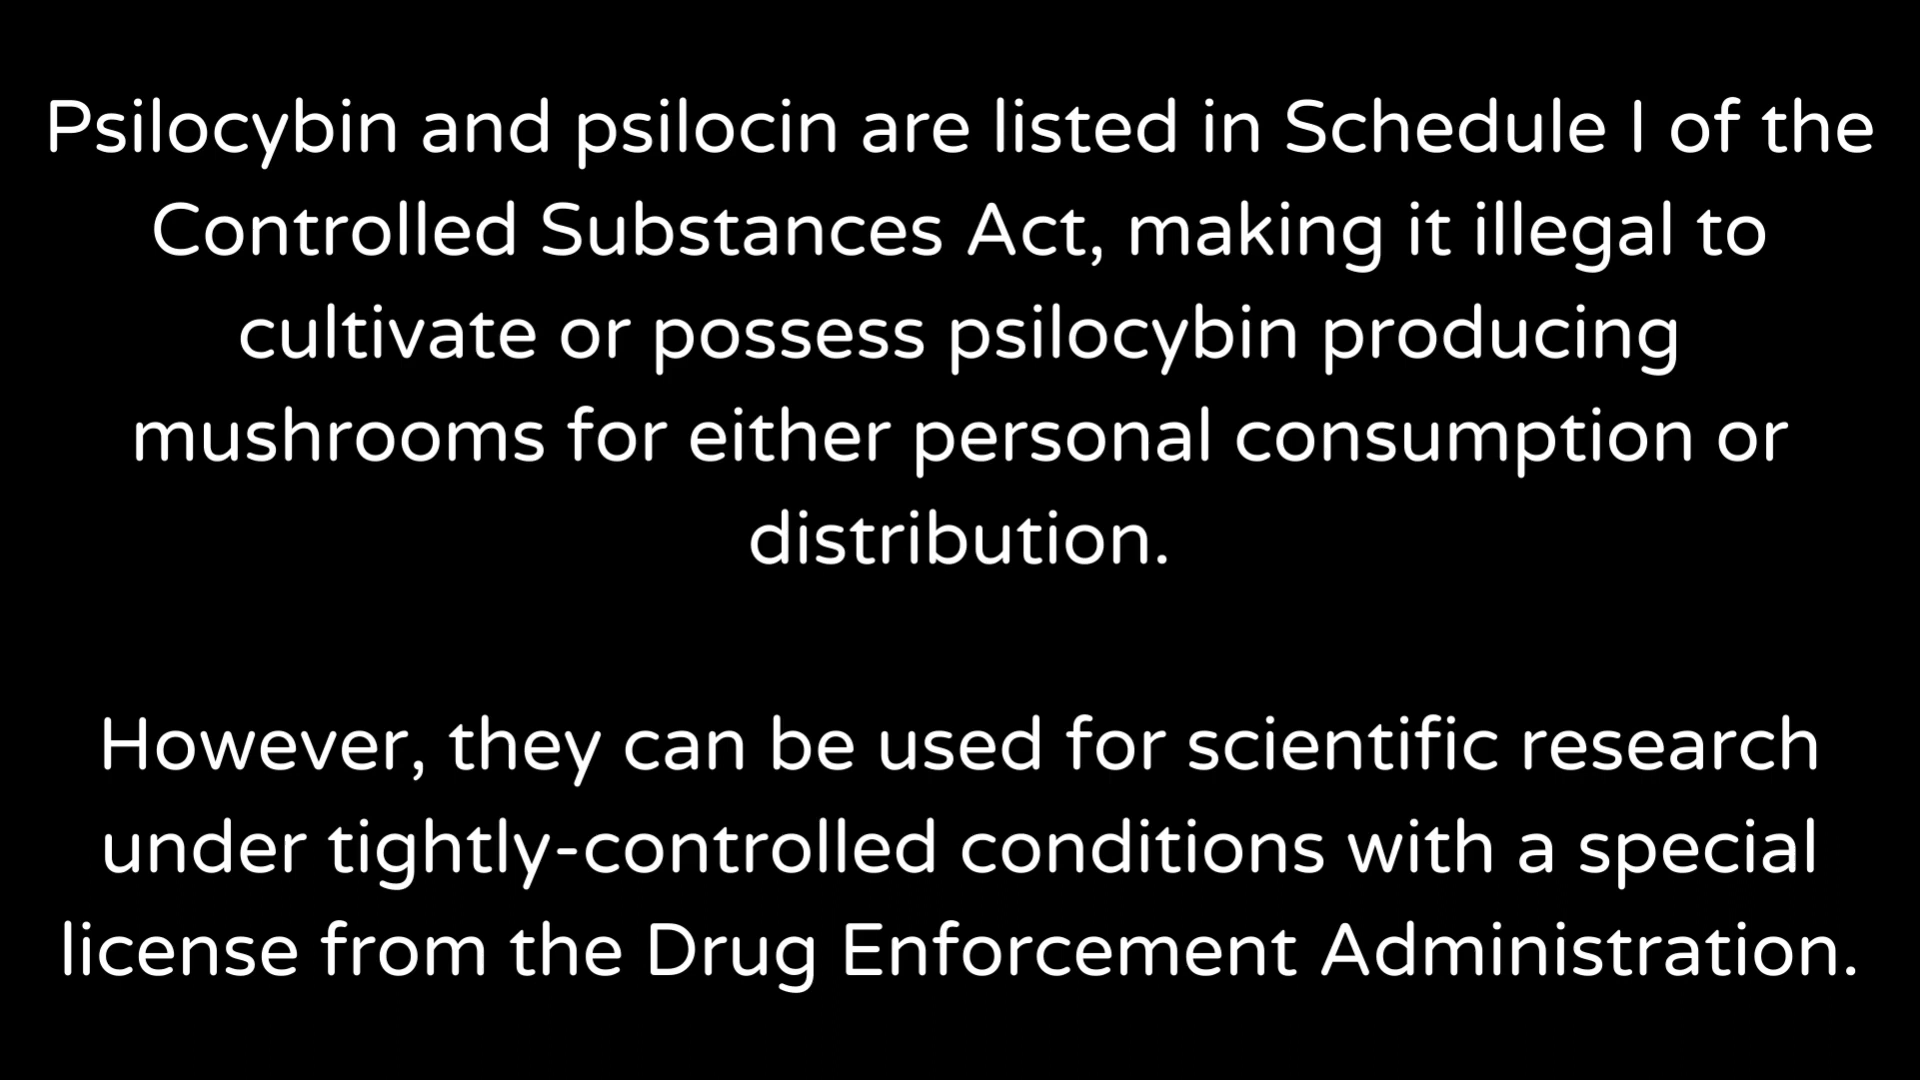 Psilocybin and psilocin are listed in Schedule I of the
Controlled Substances Act, making it illegal to
cultivate or possess psilocybin producing
mushrooms for either personal consumption or
distribution.
However, they can be used for scientific research
under tightly-controlled conditions with a special
license from the Drug Enforcement Administration.